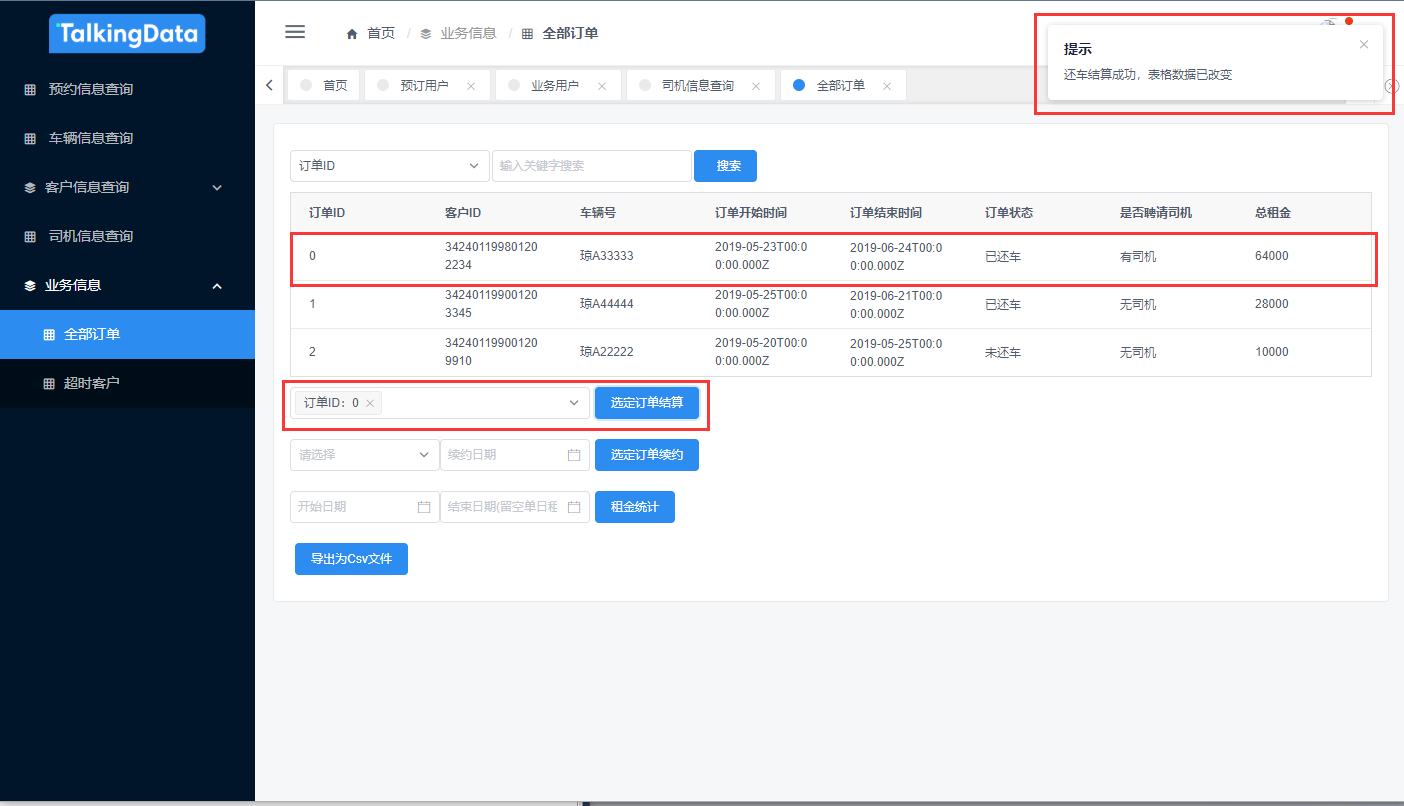 TalkingData
预约信息查询
车辆信息查询
客户信息查询
司机信息查询
业务信息
全部订单
超时客户
首页 / 业务信息 / 全部订单
首页 预订用户 业务用户 司机信息查询 全部订单
提示
还车结算成功，表格数据已改变
订单ID 输入关键字搜索 搜索
订单ID 客户ID 车辆号 订单开始时间 订单结束时间 订单状态 是否聘请司机 总租金
0 34240119980120 琼A33333 2019-05-23T00:0 2019-06-24T00:0 已还车 有司机 64000
2234 0:00.000Z 0:00.000Z
1 34240119900120 琼A44444 2019-05-25T00:0 2019-06-21T00:0 已还车 无司机 28000
3345 0:00.000Z 0:00.000Z
2 34240119900120 琼A22222 2019-05-20T00:0 2019-05-25T00:0 未还车 无司机 10000
9910 0:00.000Z 0:00.000Z
订单ID：0 选定订单结算
请选择 续约日期 选定订单续约
开始日期 结束日期(留空单日租 租金统计
导出为Csv文件